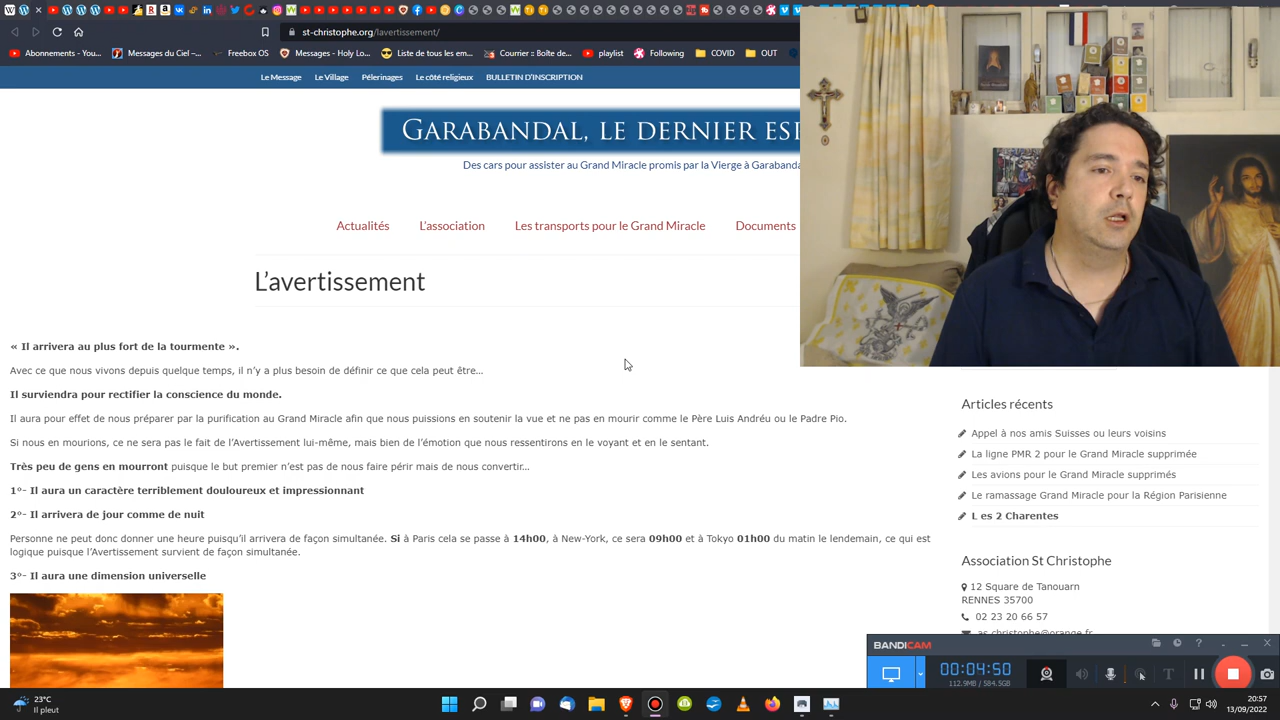 st-christophe.org/lavertissement/
Abonnements - You...
Messages du Ciel –...
Freebox OS
Messages - Holy Lo...
Liste de tous les...
Courrier :: Boîte de...
playlist
Following
COVID
OUT
Le Message
Le Village
Pélerinages
Le côté religieux
BULLETIN D'INSCRIPTION
GARABANDAL, LE DERNIER ESP
Des cars pour assister au Grand Miracle promis par la Vierge à Garabanda
Actualités
L'association
Les transports pour le Grand Miracle
Documents
L'avertissement
« Il arrivera au plus fort de la tourmente ».
Avec ce que nous vivons depuis quelque temps, il n'y a plus besoin de définir ce que cela peut être...
Il surviendra pour rectifier la conscience du monde.
Il aura pour effet de nous préparer par la purification au Grand Miracle afin que nous puissions en soutenir la vue et ne pas en mourir comme le Père Luis Andréu ou le Padre Pio.
Si nous en mourions, ce ne sera pas le fait de l'Avertissement lui-même, mais bien de l'émotion que nous ressentirons en le voyant et en le sentant.
Très peu de gens en mourront puisque le but premier n'est pas de nous faire périr mais de nous convertir...
1°- Il aura un caractère terriblement douloureux et impressionnant
2°- Il arrivera de jour comme de nuit
Personne ne peut donc donner une heure puisqu'il arrivera de façon simultanée. Si à Paris cela se passe à 14h00, à New-York, ce sera 09h00 et à Tokyo 01h00 du matin le lendemain, ce qui est
logique puisque l'Avertissement survient de façon simultanée.
3°- Il aura une dimension universelle
Articles récents
Appel à nos amis Suisses ou leurs voisins
La ligne PMR 2 pour le Grand Miracle supprimée
Les avions pour le Grand Miracle supprimés
Le ramassage Grand Miracle pour la Région Parisienne
L es 2 Charentes
Association St Christophe
12 Square de Tanouarn
RENNES 35700
02 23 20 66 57
as.christophe@orange.fr
BANDICAM
00:04:50
112.9MB / 584.5GB
23°C
Il pleut
20:57
13/09/2022